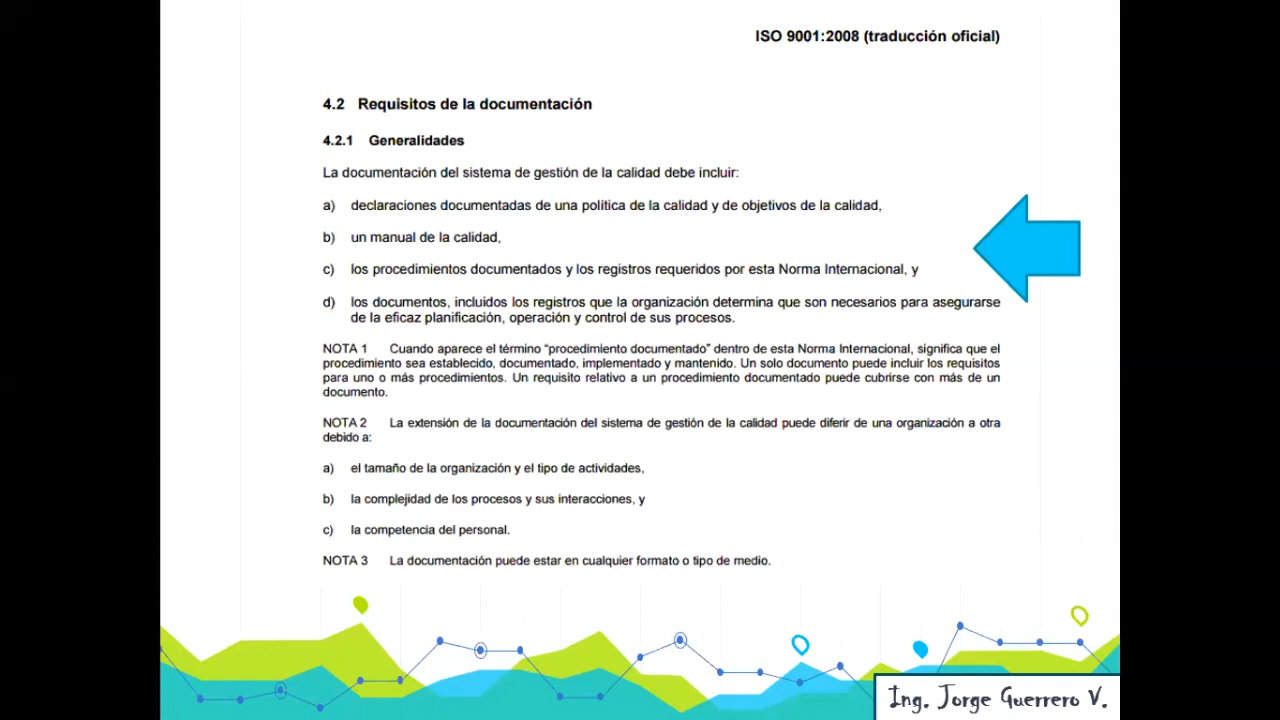 ISO 9001:2008 (traducción oficial)
4.2 Requisitos de la documentación
4.2.1 Generalidades
La documentación del sistema de gestión de la calidad debe incluir:
a) declaraciones documentadas de una política de la calidad y de objetivos de la calidad,
b) un manual de la calidad,
c) los procedimientos documentados y los registros requeridos por esta Norma Internacional, y
d) los documentos, incluidos los registros que la organización determina que son necesarios para asegurarse
de la eficaz planificación, operación y control de sus procesos.
NOTA 1 Cuando aparece el término “procedimiento documentado” dentro de esta Norma Internacional, significa que el
procedimiento sea establecido, documentado, implementado y mantenido. Un solo documento puede incluir los requisitos
para uno o más procedimientos. Un requisito relativo a un procedimiento documentado puede cubrirse con más de un
documento.
NOTA 2 La extensión de la documentación del sistema de gestión de la calidad puede diferir de una organización a otra
debido a:
a) el tamaño de la organización y el tipo de actividades,
b) la complejidad de los procesos y sus interacciones, y
c) la competencia del personal.
NOTA 3 La documentación puede estar en cualquier formato o tipo de medio.
Ing. Jorge Guerrero V.